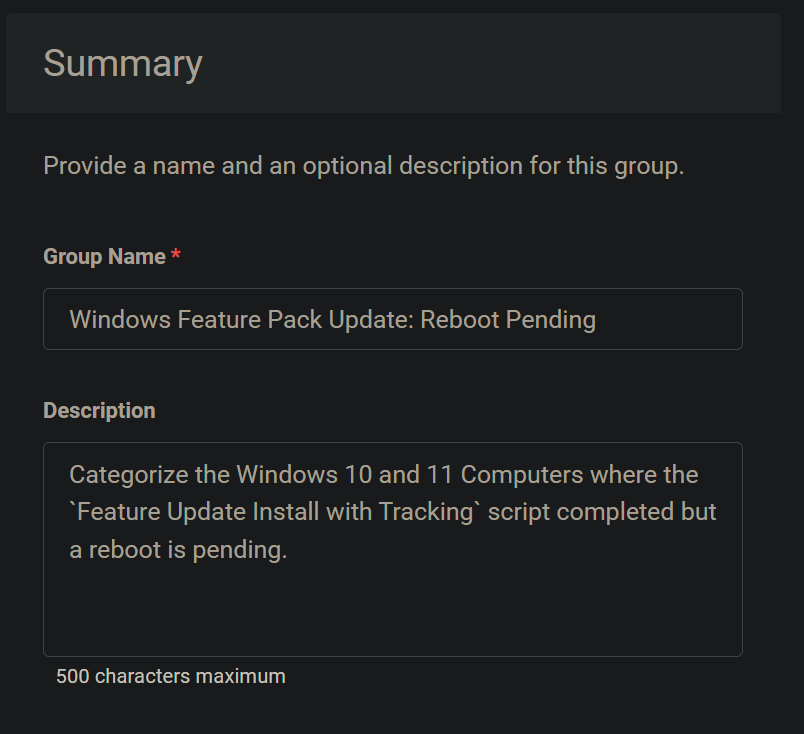 Summary
Provide a name and an optional description for this group.
Group Name *
Windows Feature Pack Update: Reboot Pending
Description
Categorize the Windows 10 and 11 Computers where the
`Feature Update Install with Tracking` script completed but
a reboot is pending.
500 characters maximum